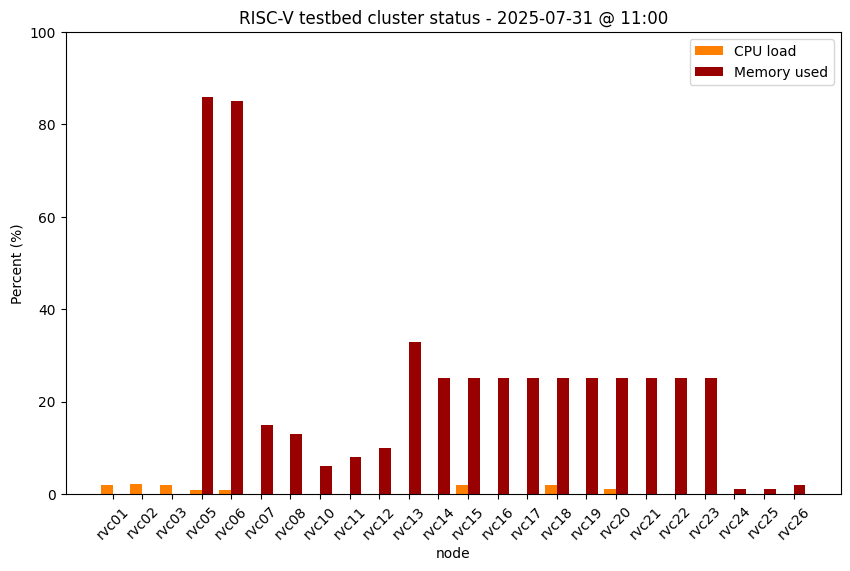 RISC-V testbed cluster status - 2025-07-31 @ 11:00
CPU load
Memory used
Percent (%)
100
80
60
40
20
0
rvc01
rvc02
rvc03
rvc05
rvc06
rvc07
rvc08
rvc10
rvc11
rvc12
rvc13
rvc14
rvc15
rvc16
rvc17
rvc18
rvc19
rvc20
rvc21
rvc22
rvc23
rvc24
rvc25
rvc26
node